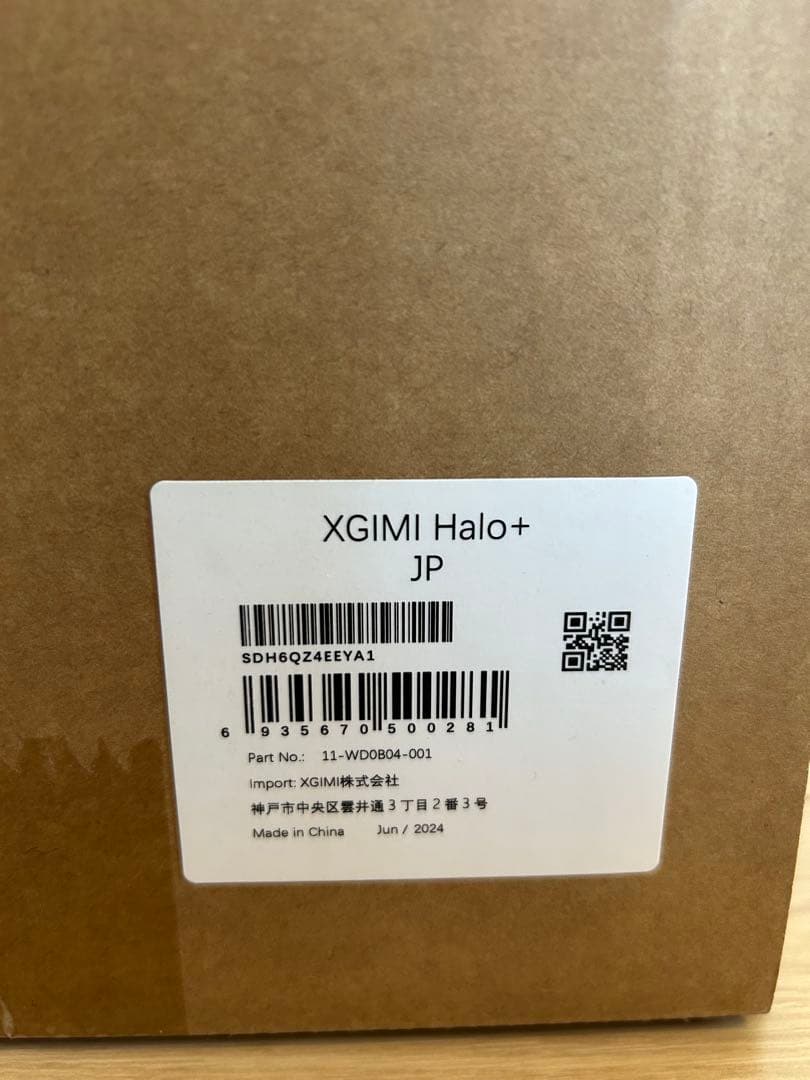 XGIMI Halo+
JP
SDH6QZ4EEYA1
6 935670 500281
Part No.: 11-WD0B04-001
Import: XGIMI株式会社
神戸市中央区雲井通3丁目2番3号
Made in China Jun / 2024